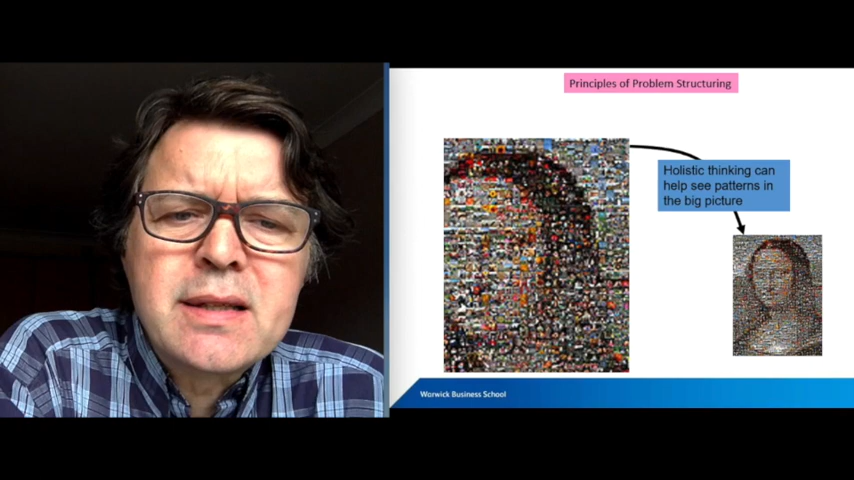 Principles of Problem Structuring
Holistic thinking can
help see patterns in
the big picture
Warwick Business School